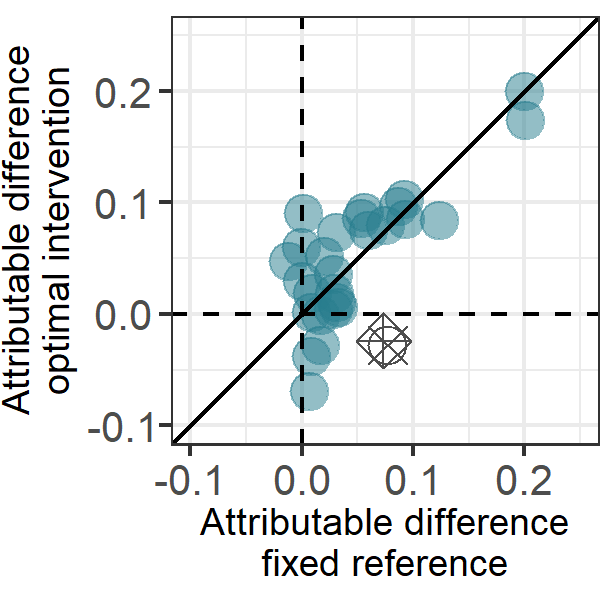 Attributable difference
optimal intervention
0.2
0.1
0.0
-0.1
-0.1 0.0 0.1 0.2
Attributable difference
fixed reference